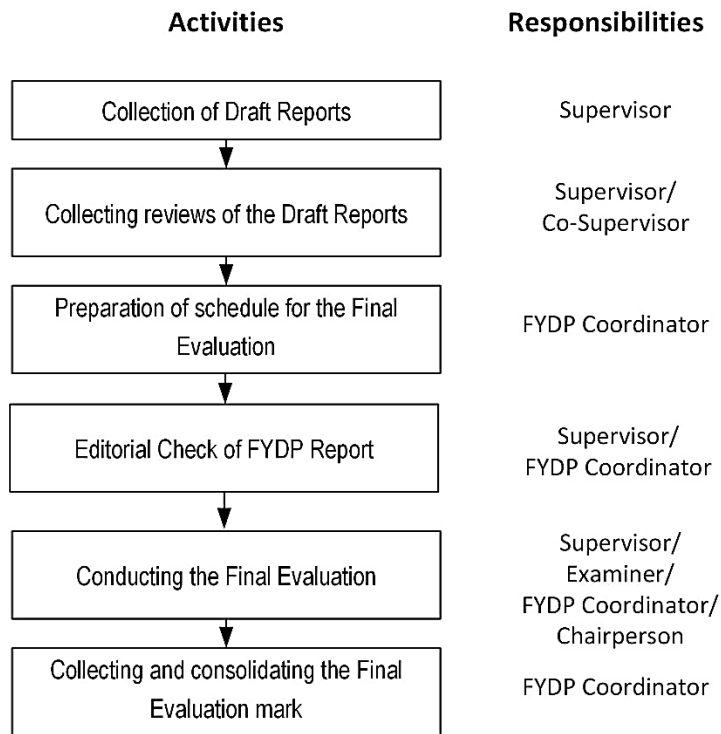 Activities Responsibilities
Collection of Draft Reports Supervisor
Collecting reviews of the Draft Reports
Supervisor/
Co-Supervisor
Preparation of schedule for the Final
Evaluation
FYDP Coordinator
Editorial Check of FYDP Report
Supervisor/
FYDP Coordinator
Conducting the Final Evaluation
Supervisor/
Examiner/
FYDP Coordinator/
Chairperson
Collecting and consolidating the Final
Evaluation mark
FYDP Coordinator